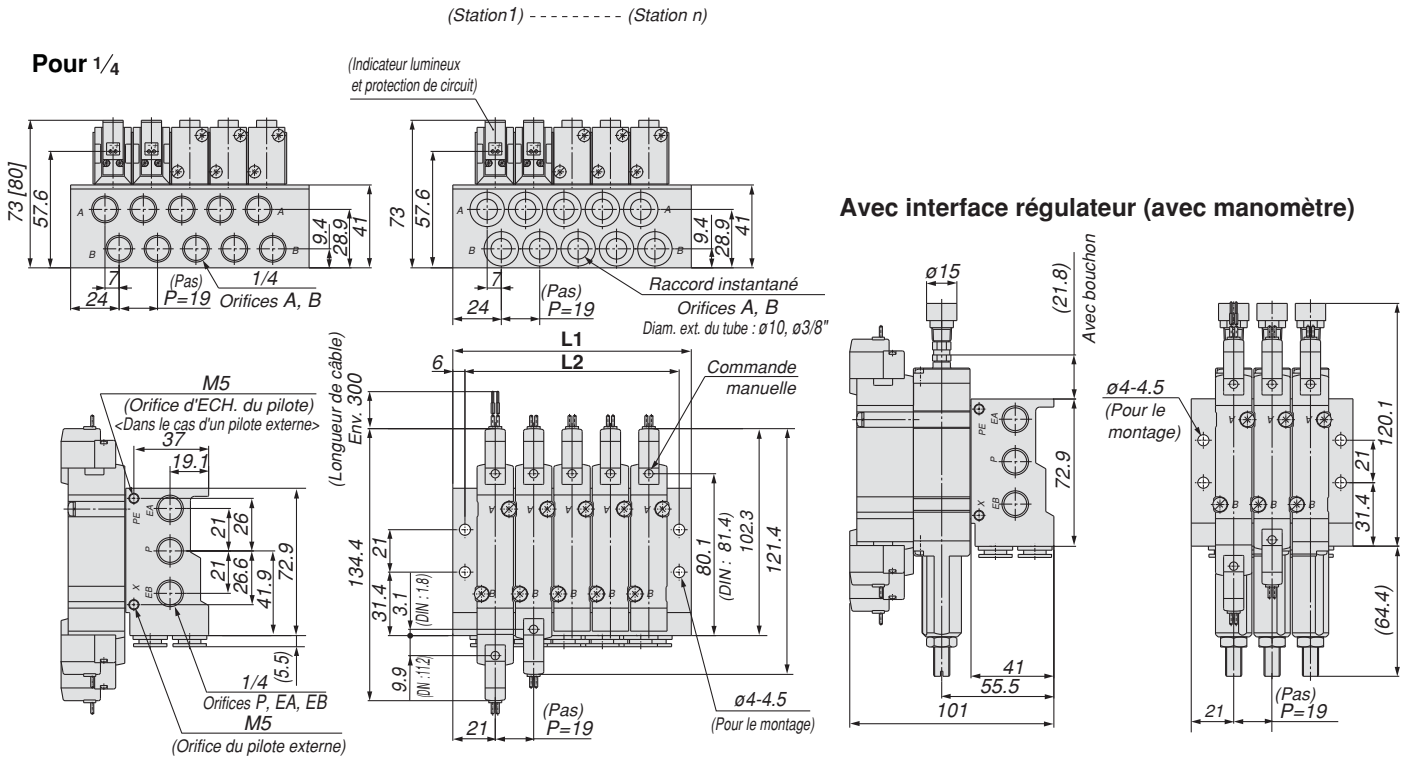 (Station1) - - - - - - - - - - (Station n)
Pour 1/4
(Indicateur lumineux
et protection de circuit)
73 [80]
57.6
A
A
B
B
9.4
28.9
41
7
24
(Pas)
P=19
1/4
Orifices A, B
73
57.6
A
A
B
B
9.4
28.9
41
7
24
(Pas)
P=19
Raccord instantané
Orifices A, B
Diam. ext. du tube : ø10, ø3/8"
Avec interface régulateur (avec manomètre)
M5
(Orifice d'ECH. du pilote)
<Dans le cas d'un pilote externe>
37
19.1
PE
EA
P
X
EB
21
21
26
26.6
41.9
72.9
(5.5)
1/4
Orifices P, EA, EB
M5
(Orifice du pilote externe)
L1
L2
6
Commande
manuelle
(Longueur de câble)
Env. 300
134.4
21
31.4
3.1
(DIN : 1.8)
9.9
A A A A A
B B B B B
80.1
(DIN : 81.4)
102.3
121.4
21
(Pas)
P=19
ø4-4.5
(Pour le montage)
ø15
(21.8)
Avec bouchon
PE
EA
P
X
EB
72.9
41
55.5
101
ø4-4.5
(Pour le
montage)
A A A
B B B
120.1
21
31.4
(64.4)
21
(Pas)
P=19